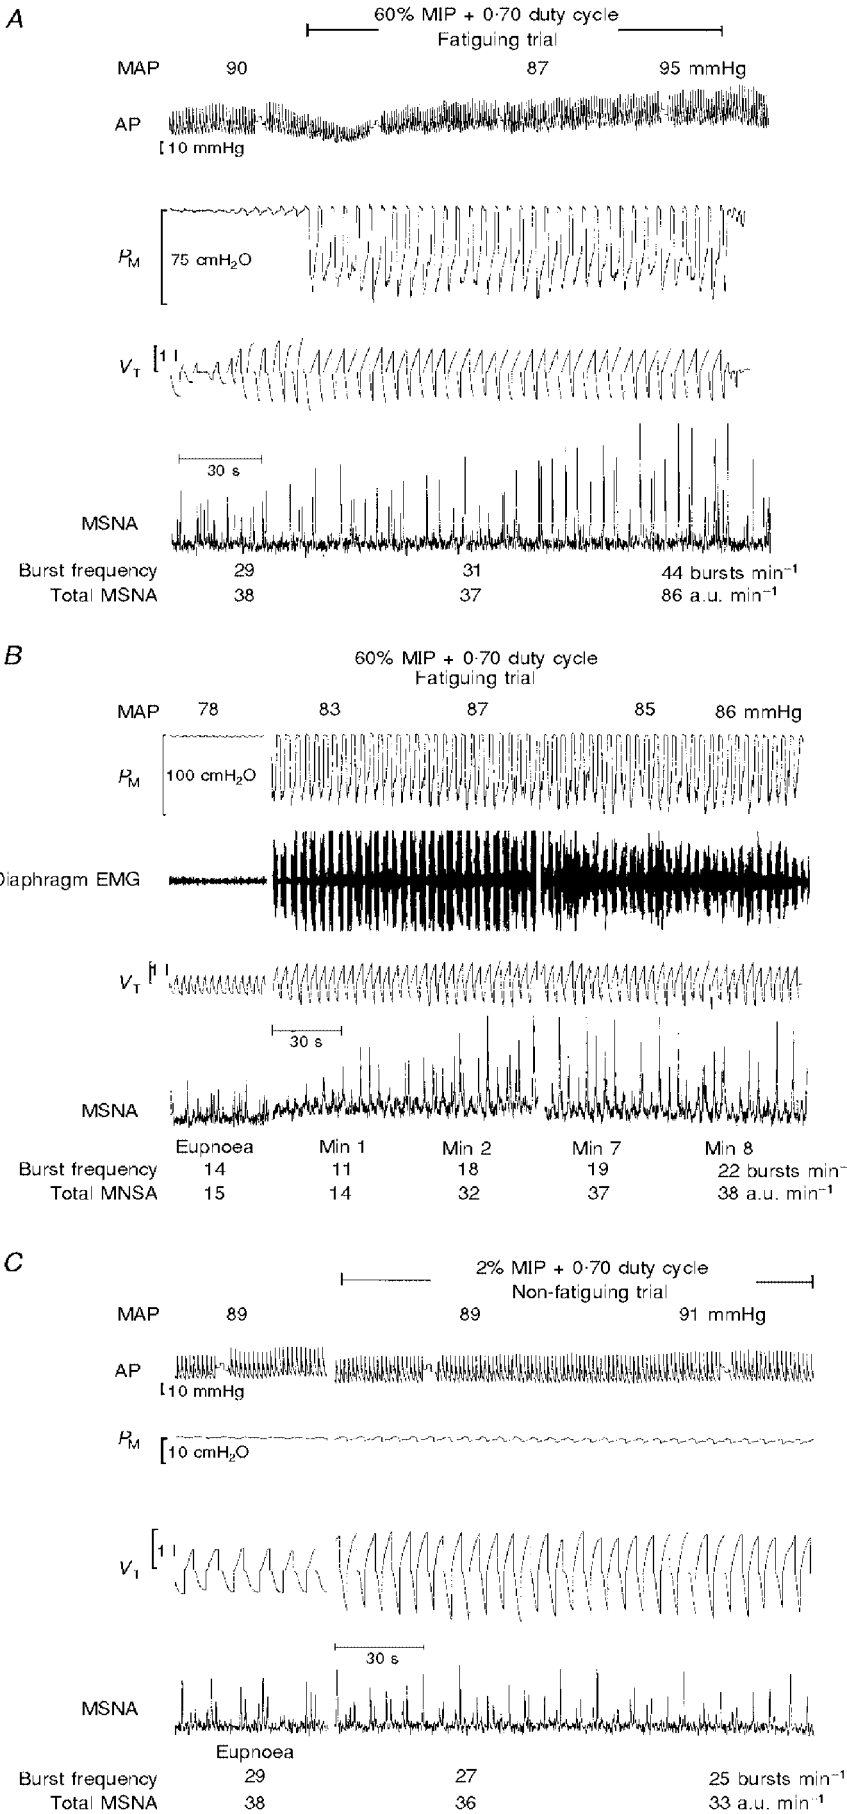 A
60% MIP + 0·70 duty cycle
Fatiguing trial
MAP 90 87 95 mmHg
AP
10 mmHg
PM
75 cmH2O
VT 1 l
30 s
MSNA
Burst frequency 29 31 44 bursts min−1
Total MSNA 38 37 86 a.u. min−1
B
60% MIP + 0·70 duty cycle
Fatiguing trial
MAP 78 83 87 85 86 mmHg
PM 100 cmH2O
Diaphragm EMG
VT 1 l
30 s
MSNA
Eupnoea Min 1 Min 2 Min 7 Min 8
Burst frequency 14 11 18 19 22 bursts min−
Total MNSA 15 14 32 37 38 a.u. min−1
C
2% MIP + 0·70 duty cycle
Non-fatiguing trial
MAP 89 89 91 mmHg
AP
10 mmHg
PM
10 cmH2O
VT 1 l
30 s
MSNA
Eupnoea
Burst frequency 29 27 25 bursts min−1
Total MSNA 38 36 33 a.u. min−1